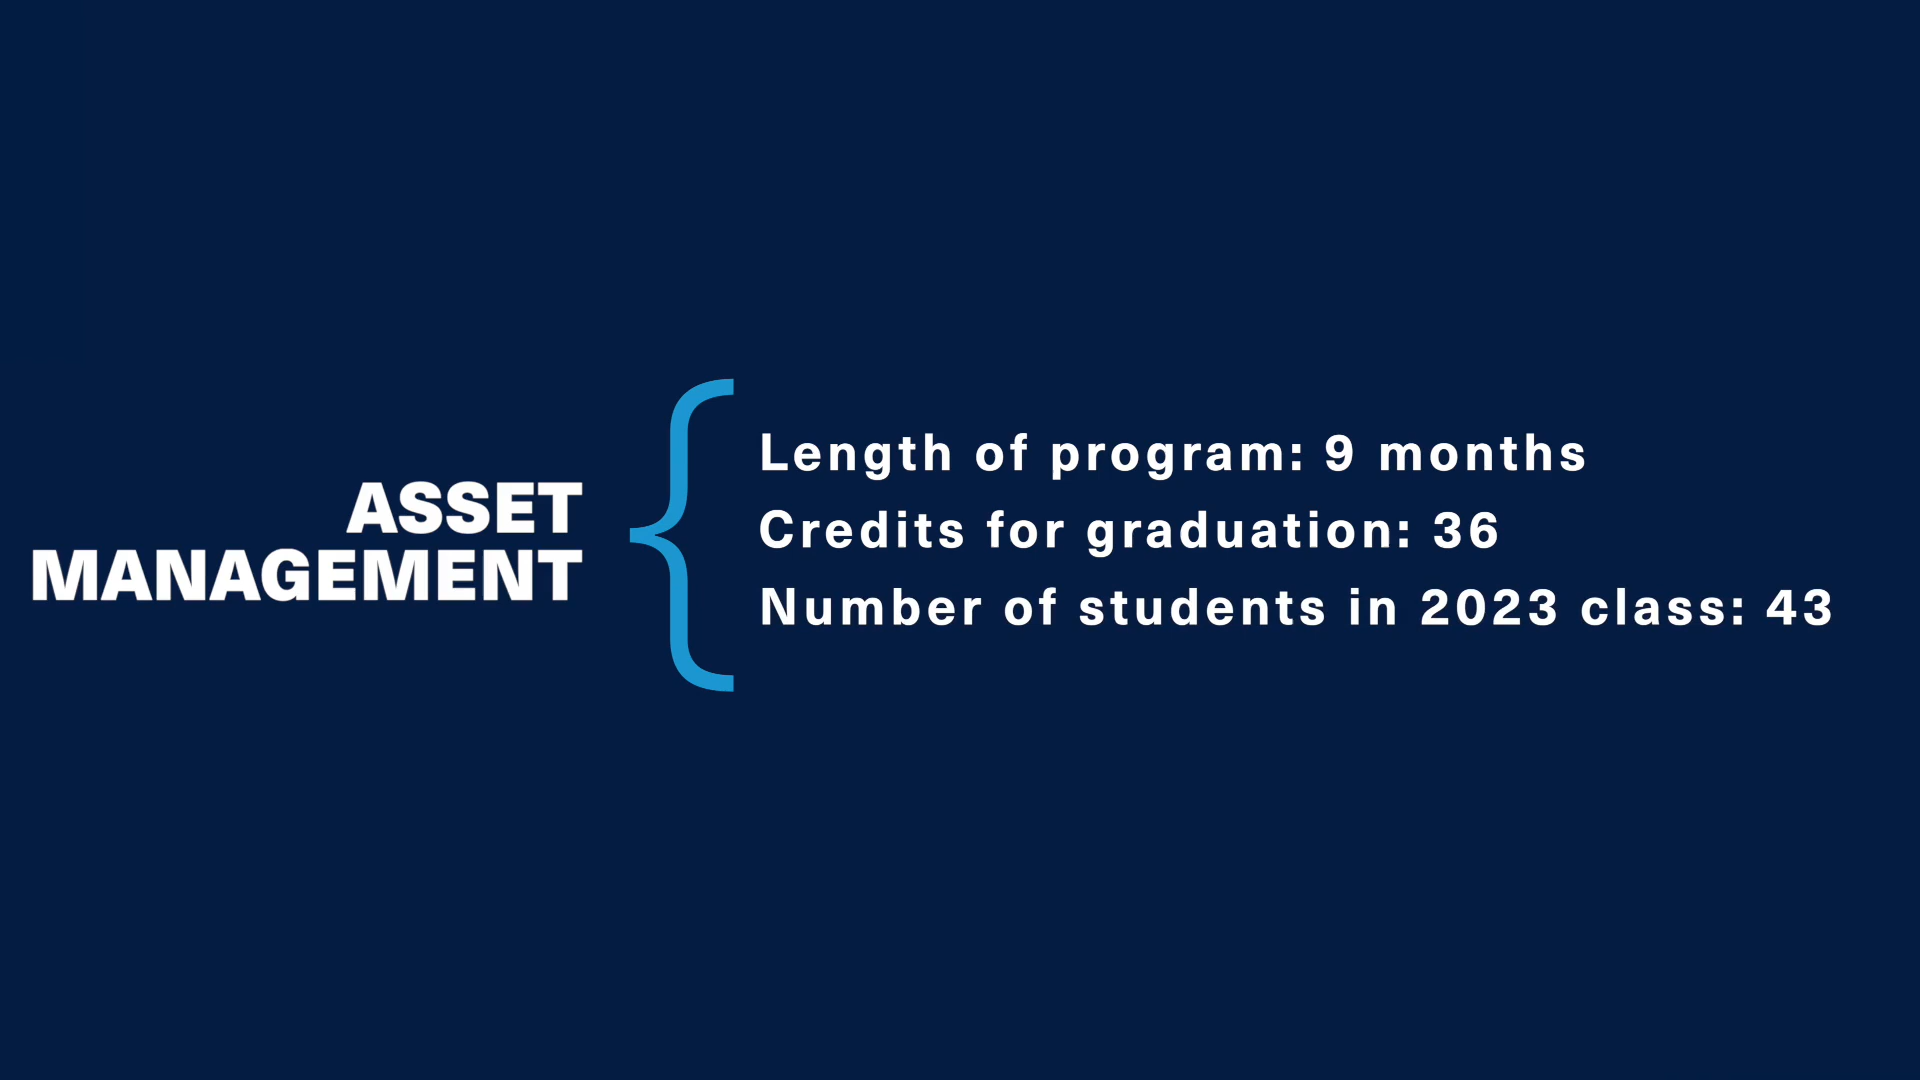 ASSET
MANAGEMENT
Length of program: 9 months
Credits for graduation: 36
Number of students in 2023 class: 43